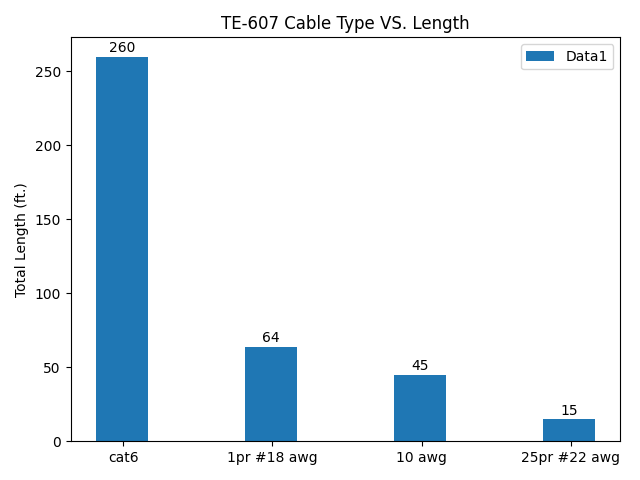 TE-607 Cable Type VS. Length
Data1
Total Length (ft.)
250
200
150
100
50
0
260
64
45
15
cat6
1pr #18 awg
10 awg
25pr #22 awg